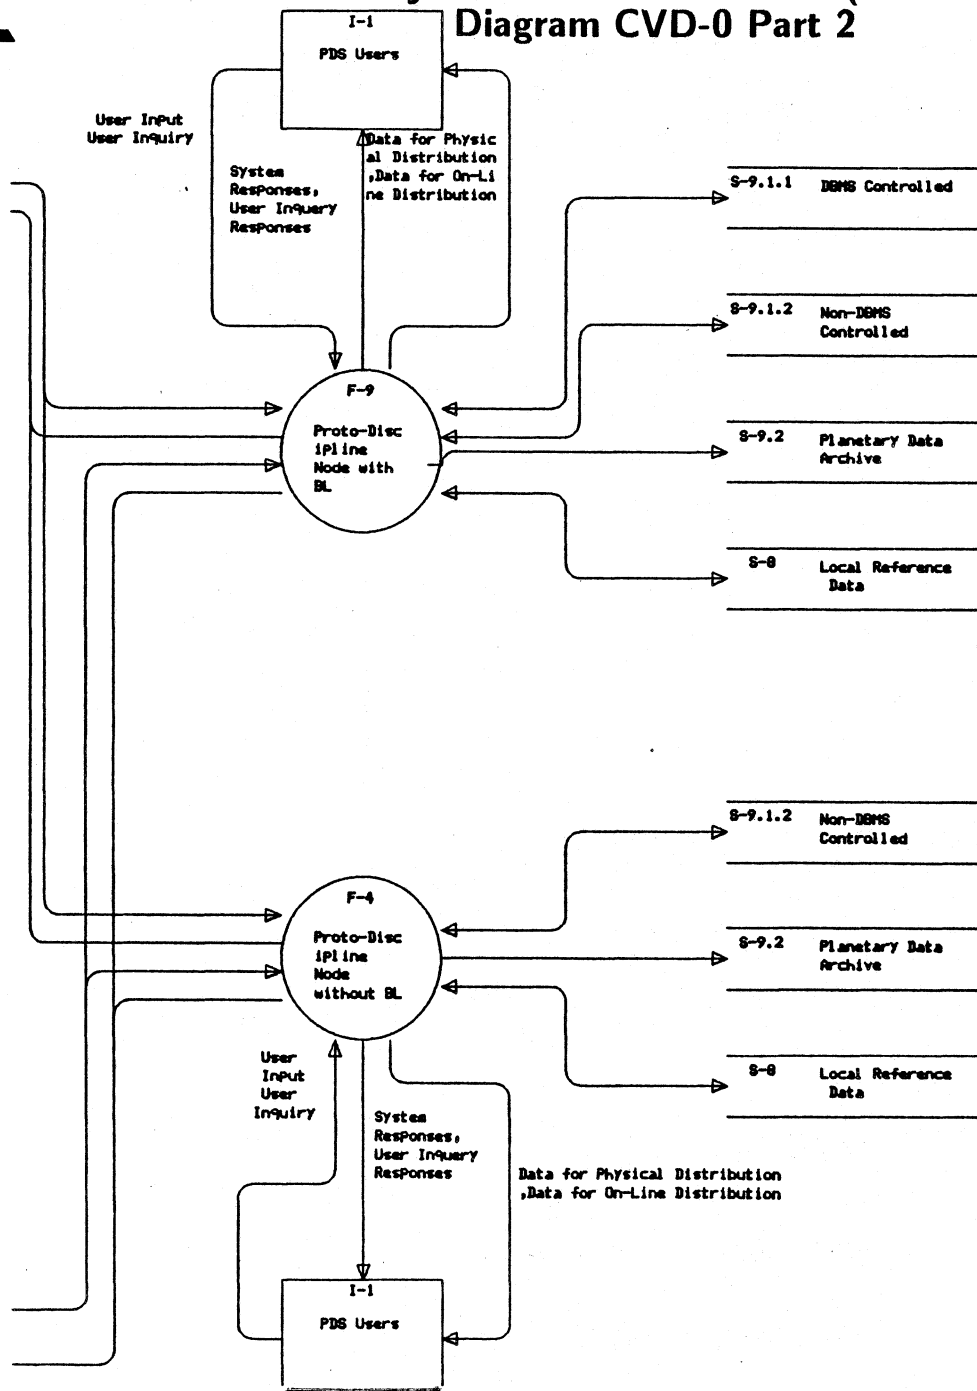 Diagram CVD-0 Part 2
I-1
PDS Users
User Input
User Inquiry
System
Responses,
User Inquery
Responses
Data for Physic
al Distribution
,Data for On-Li
ne Distribution
S-9.1.1 DBMS Controlled
S-9.1.2 Non-DBMS
Controlled
F-9
Proto-Disc
ipline
Node with
BL
S-9.2 Planetary Data
Archive
S-8 Local Reference
Data
S-9.1.2 Non-DBMS
Controlled
F-4
Proto-Disc
ipline
Node
without BL
S-9.2 Planetary Data
Archive
S-8 Local Reference
Data
User
Input
User
Inquiry
System
Responses,
User Inquery
Responses
Data for Physical Distribution
,Data for On-Line Distribution
I-1
PDS Users